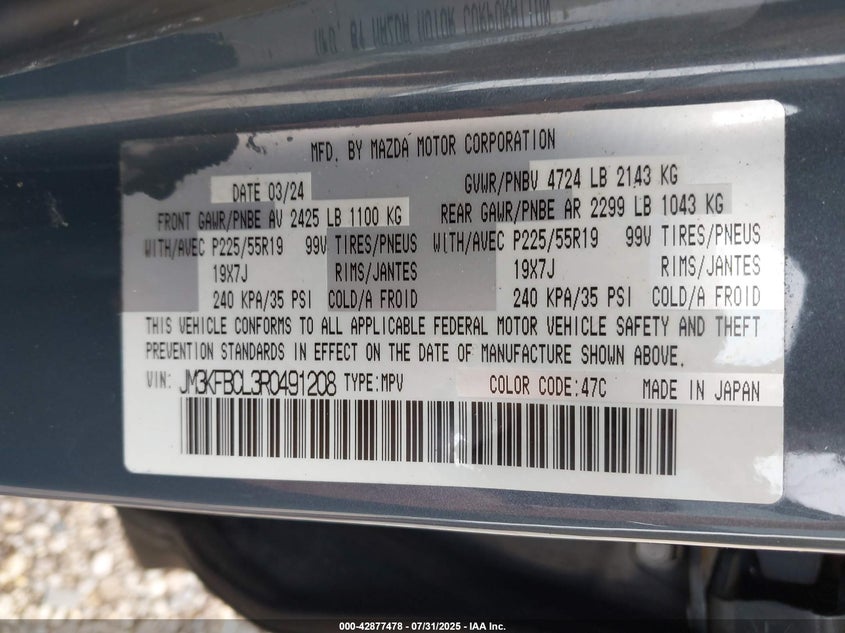 MFD. BY MAZDA MOTOR CORPORATION
DATE 03/24 GVWR/PNBV 4724 LB 2143 KG
FRONT GAWR/PNBE AV 2425 LB 1100 KG REAR GAWR/PNBE AR 2299 LB 1043 KG
WITH/AVEC P225/55R19 99V TIRES/PNEUS WITH/AVEC P225/55R19 99V TIRES/PNEUS
19X7J RIMS/JANTES 19X7J RIMS/JANTES
240 KPA/35 PSI COLD/A FROID 240 KPA/35 PSI COLD/A FROID
THIS VEHICLE CONFORMS TO ALL APPLICABLE FEDERAL MOTOR VEHICLE SAFETY AND THEFT
PREVENTION STANDARDS IN EFFECT ON THE DATE OF MANUFACTURE SHOWN ABOVE.
VIN: JM3KFBCL3R0491208 TYPE:MPV COLOR CODE:47C MADE IN JAPAN
000-42877478 - 07/31/2025 - IAA Inc.